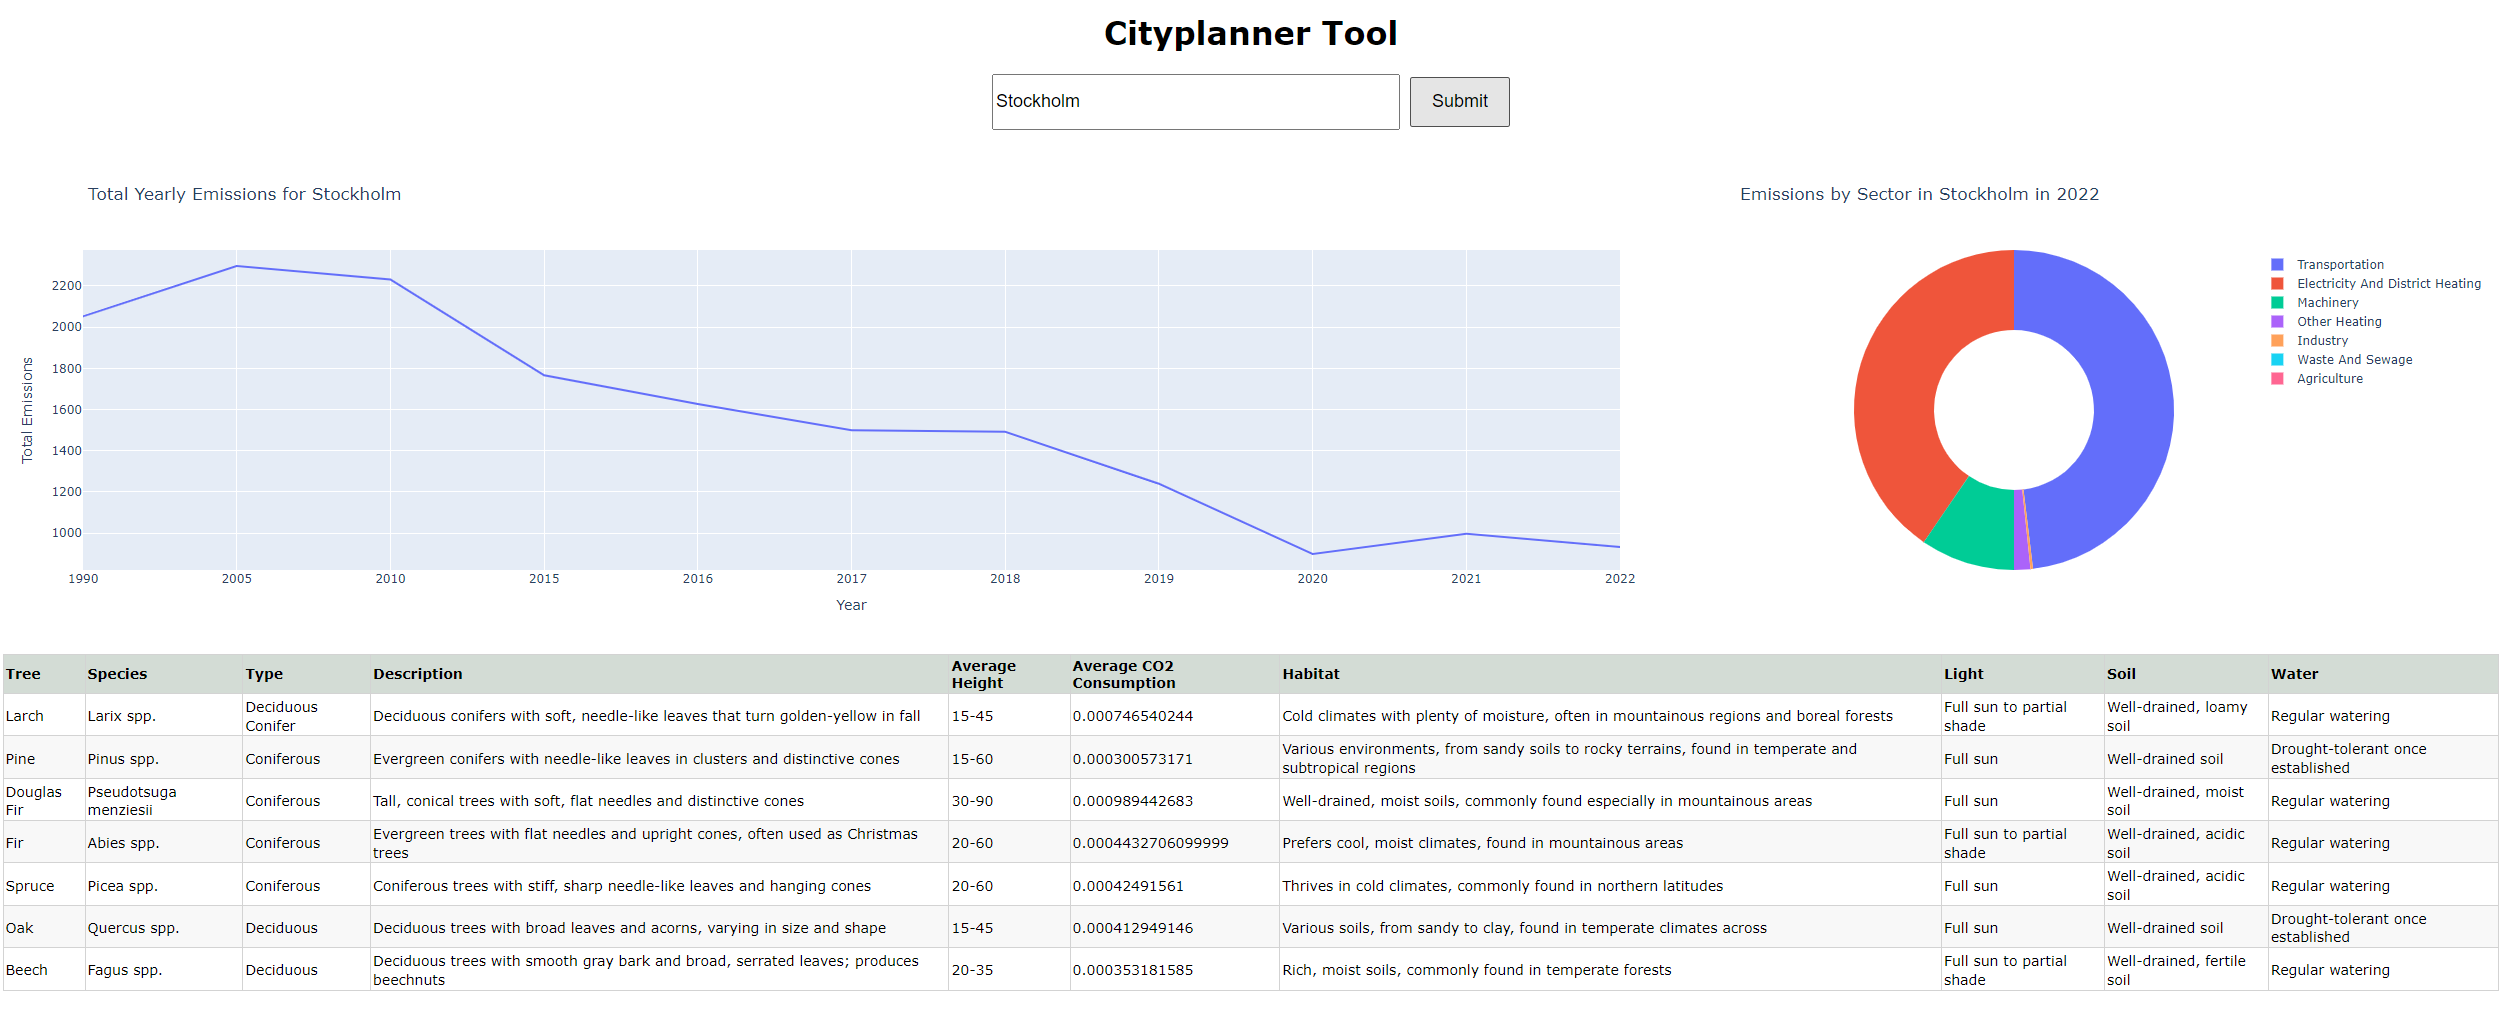 Cityplanner Tool
Stockholm
Submit
Total Yearly Emissions for Stockholm
Total Emissions
2200
2000
1800
1600
1400
1200
1000
1990 2005 2010 2015 2016 2017 2018 2019 2020 2021 2022
Year
Emissions by Sector in Stockholm in 2022
Transportation
Electricity And District Heating
Machinery
Other Heating
Industry
Waste And Sewage
Agriculture
Tree Species Type Description Average Height Average CO2 Consumption Habitat Light Soil Water
Larch Larix spp. Deciduous Conifer Deciduous conifers with soft, needle-like leaves that turn golden-yellow in fall 15-45 0.000746540244 Cold climates with plenty of moisture, often in mountainous regions and boreal forests Full sun to partial shade Well-drained, loamy soil Regular watering
Pine Pinus spp. Coniferous Evergreen conifers with needle-like leaves in clusters and distinctive cones 15-60 0.000300573171 Various environments, from sandy soils to rocky terrains, found in temperate and subtropical regions Full sun Well-drained soil Drought-tolerant once established
Douglas Fir Pseudotsuga menziesii Coniferous Tall, conical trees with soft, flat needles and distinctive cones 30-90 0.000989442683 Well-drained, moist soils, commonly found especially in mountainous areas Full sun Well-drained, moist soil Regular watering
Fir Abies spp. Coniferous Evergreen trees with flat needles and upright cones, often used as Christmas trees 20-60 0.0004432706099999 Prefers cool, moist climates, found in mountainous areas Full sun to partial shade Well-drained, acidic soil Regular watering
Spruce Picea spp. Coniferous Coniferous trees with stiff, sharp needle-like leaves and hanging cones 20-60 0.00042491561 Thrives in cold climates, commonly found in northern latitudes Full sun Well-drained, acidic soil Regular watering
Oak Quercus spp. Deciduous Deciduous trees with broad leaves and acorns, varying in size and shape 15-45 0.000412949146 Various soils, from sandy to clay, found in temperate climates across Full sun Well-drained soil Drought-tolerant once established
Beech Fagus spp. Deciduous Deciduous trees with smooth gray bark and broad, serrated leaves; produces beechnuts 20-35 0.000353181585 Rich, moist soils, commonly found in temperate forests Full sun to partial shade Well-drained, fertile soil Regular watering